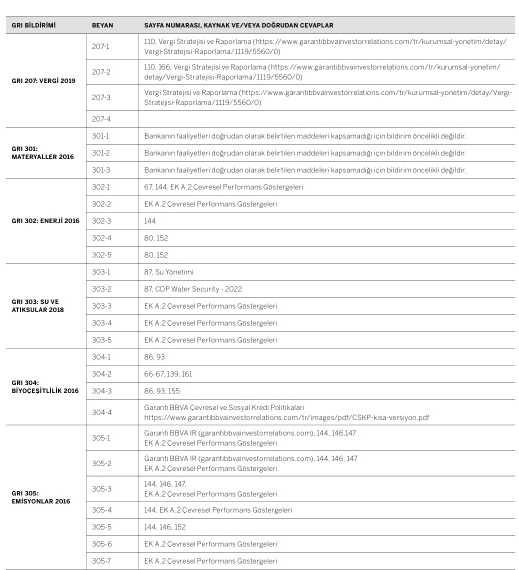 GRI BİLDİRİMİ BEYAN SAYFA NUMARASI, KAYNAK VE/VEYA DOĞRUDAN CEVAPLAR
GRI 207: VERGİ 2019
207-1 110, Vergi Stratejisi ve Raporlama (https://www.garantibbvainvestorrelations.com/tr/kurumsal-yonetim/detay/
Vergi-Stratejisi-Raporlama/1119/5560/0)
207-2 110, 166, Vergi Stratejisi ve Raporlama (https://www.garantibbvainvestorrelations.com/tr/kurumsal-yonetim/
detay/Vergi-Stratejisi-Raporlama/1119/5560/0)
207-3 Vergi Stratejisi ve Raporlama (https://www.garantibbvainvestorrelations.com/tr/kurumsal-yonetim/detay/Vergi-
Stratejisi-Raporlama/1119/5560/0)
207-4
GRI 301:
MATERYALLER 2016
301-1 Bankanın faaliyetleri doğrudan olarak belirtilen maddeleri kapsamadığı için bildirim öncelikli değildir.
301-2 Bankanın faaliyetleri doğrudan olarak belirtilen maddeleri kapsamadığı için bildirim öncelikli değildir.
301-3 Bankanın faaliyetleri doğrudan olarak belirtilen maddeleri kapsamadığı için bildirim öncelikli değildir.
GRI 302: ENERJİ 2016
302-1 67, 144, EK A.2 Çevresel Performans Göstergeleri
302-2 EK A.2 Çevresel Performans Göstergeleri
302-3 144
302-4 80, 152
302-5 80, 152
GRI 303: SU VE
ATIKSULAR 2018
303-1 87, Su Yönetimi
303-2 87, CDP Water Security - 2022
303-3 EK A.2 Çevresel Performans Göstergeleri
303-4 EK A.2 Çevresel Performans Göstergeleri
303-5 EK A.2 Çevresel Performans Göstergeleri
GRI 304:
BİYOÇEŞİTLİLİK 2016
304-1 86, 93
304-2 66-67, 139, 161
304-3 86, 93, 155
304-4 Garanti BBVA Çevresel ve Sosyal Kredi Politikaları
https://www.garantibbvainvestorrelations.com/tr/images/pdf/CSKP-kisa-versiyon.pdf
GRI 305:
EMİSYONLAR 2016
305-1 Garanti BBVA IR (garantibbvainvestorrelations.com), 144, 146,147
EK A.2 Çevresel Performans Göstergeleri
305-2 Garanti BBVA IR (garantibbvainvestorrelations.com), 144, 146, 147
EK A.2 Çevresel Performans Göstergeleri
305-3 144, 146, 147,
EK A.2 Çevresel Performans Göstergeleri
305-4 144, EK A.2 Çevresel Performans Göstergeleri
305-5 144, 146, 152
305-6 EK A.2 Çevresel Performans Göstergeleri
305-7 EK A.2 Çevresel Performans Göstergeleri